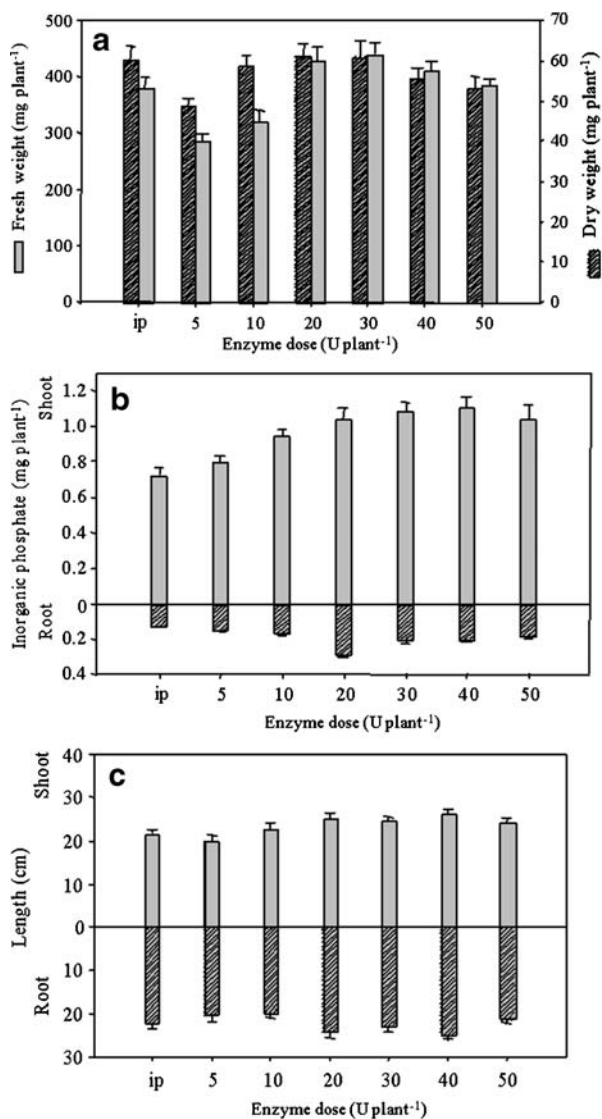 a
500
400
300
200
100
0
Fresh weight (mg plant-1)
70
60
50
40
30
20
10
0
Dry weight (mg plant-1)
ip 5 10 20 30 40 50
Enzyme dose (U plant-1)
b
Shoot
Root
Inorganic phosphate (mg plant-1)
1.2
1.0
0.8
0.6
0.4
0.2
0
0.2
0.4
ip 5 10 20 30 40 50
Enzyme dose (U plant-1)
c
Shoot
Root
Length (cm)
40
30
20
10
0
10
20
30
ip 5 10 20 30 40 50
Enzyme dose (U plant-1)